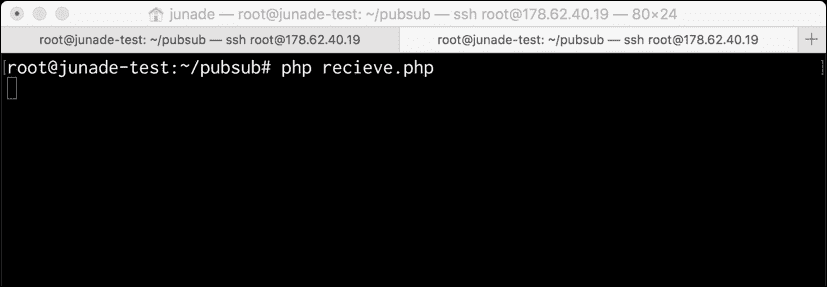 junade — root@junade-test: ~/pubsub — ssh root@178.62.40.19 — 80×24
root@junade-test: ~/pubsub — ssh root@178.62.40.19
root@junade-test: ~/pubsub — ssh root@178.62.40.19
root@junade-test:~/pubsub# php recieve.php